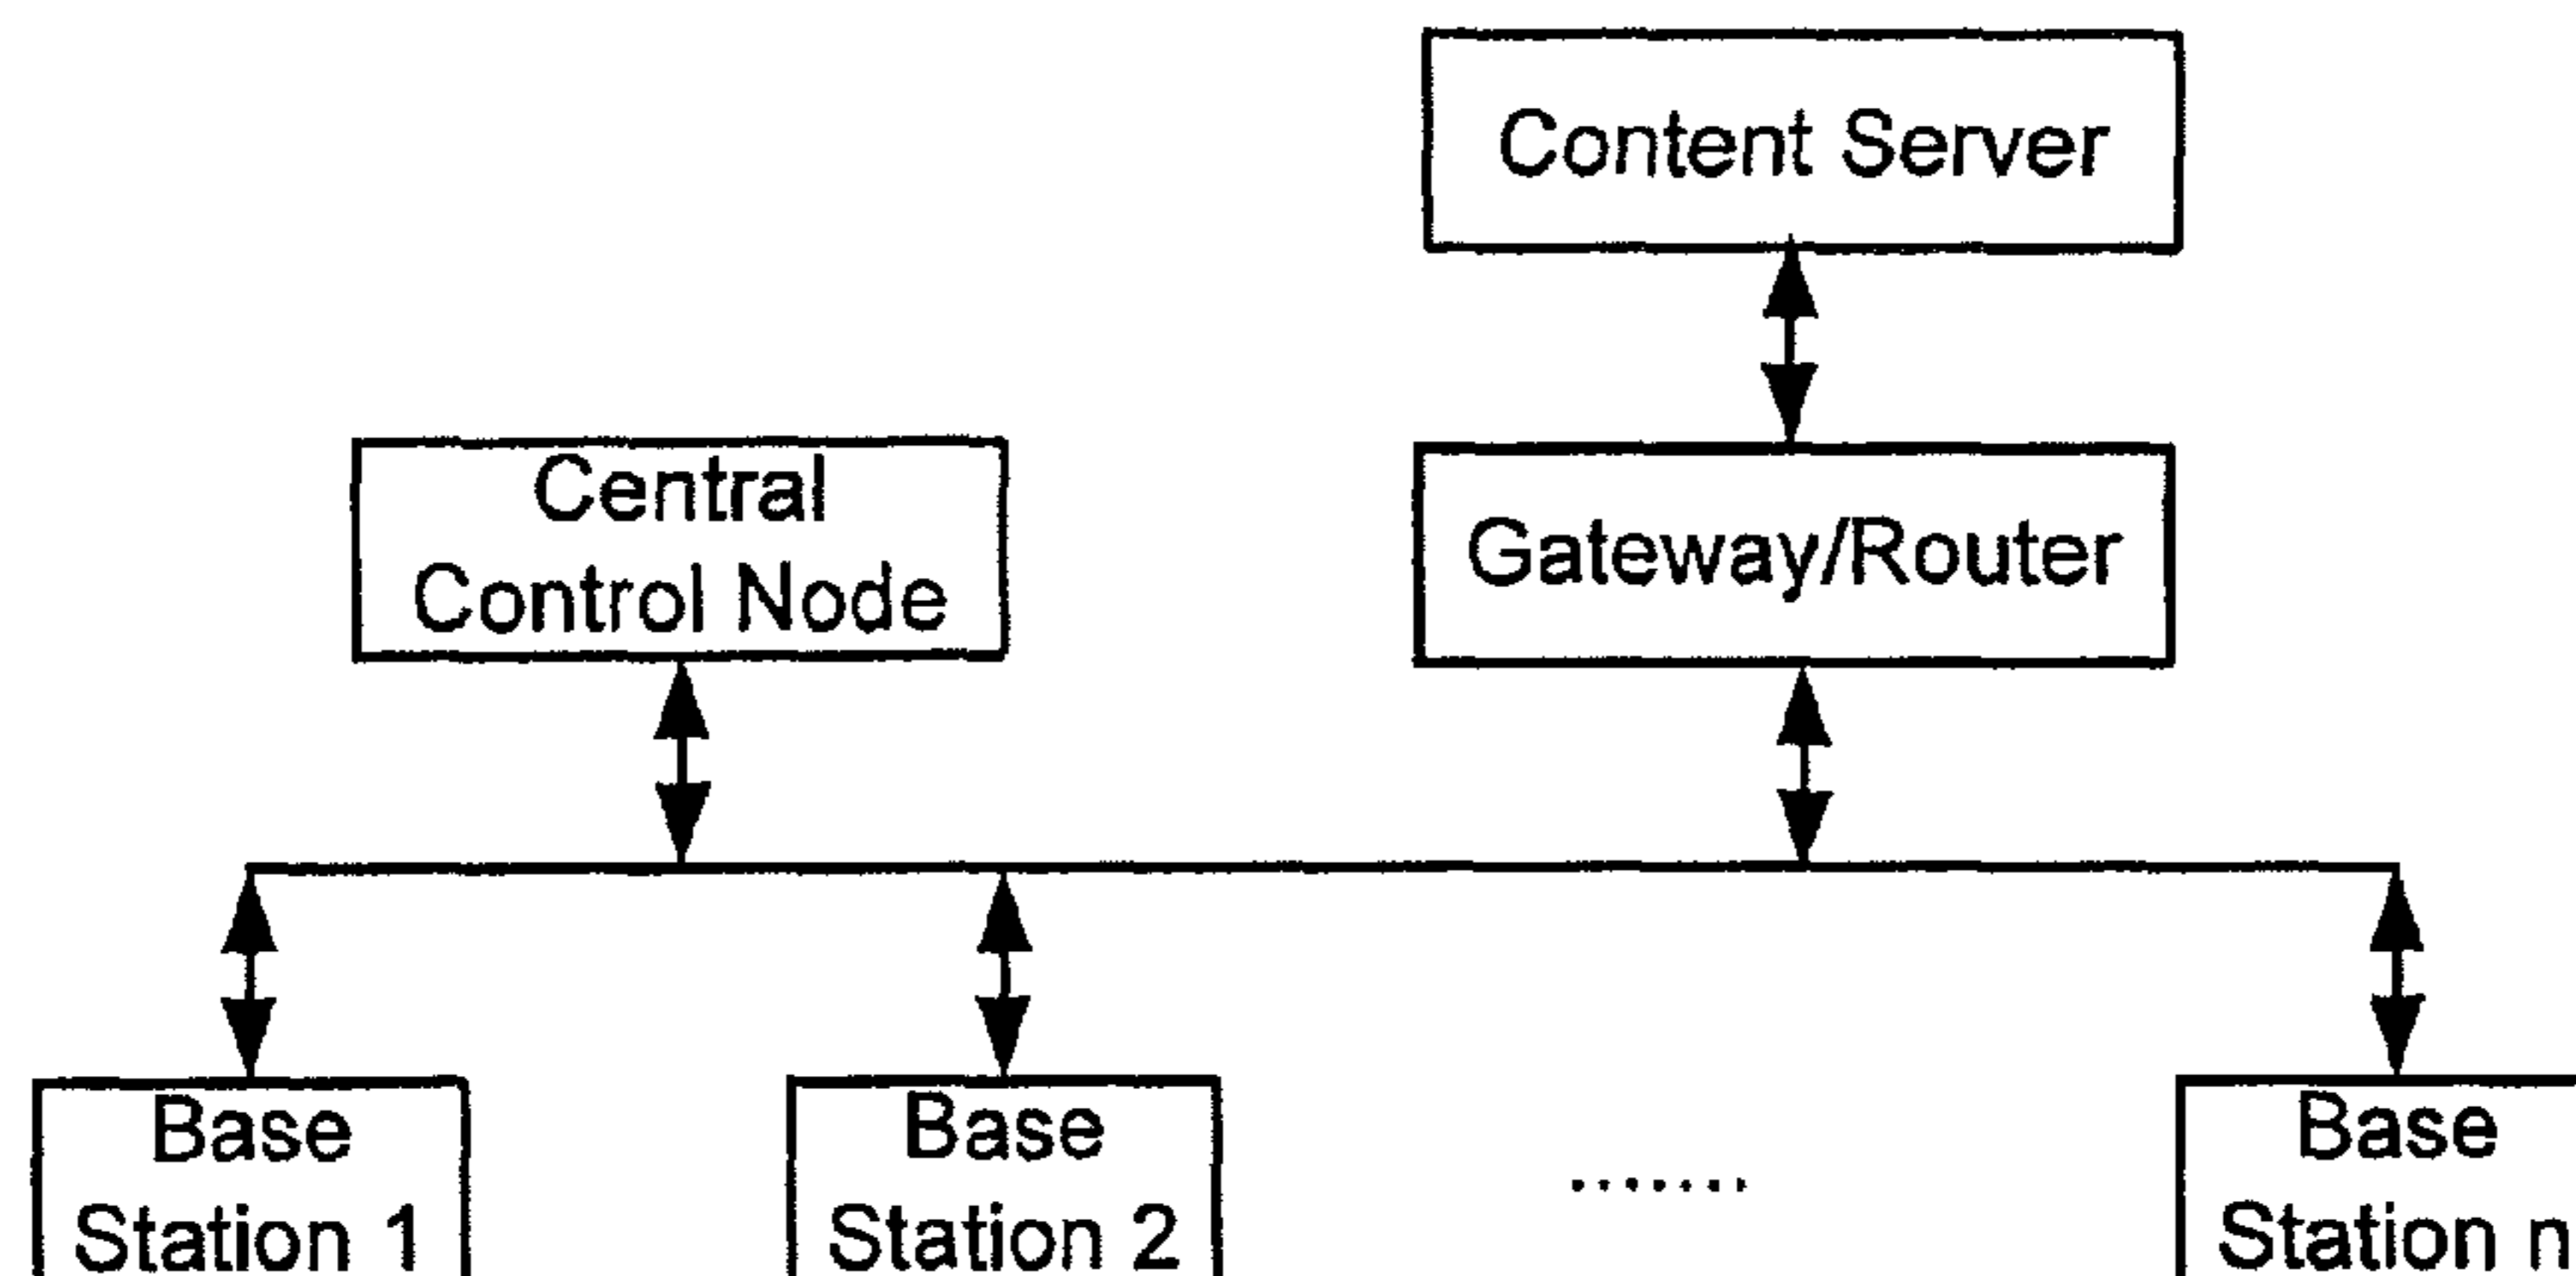 Content Server
Central
Control Node
Gateway/Router
Base
Station 1
Base
Station 2
.......
Base
Station n